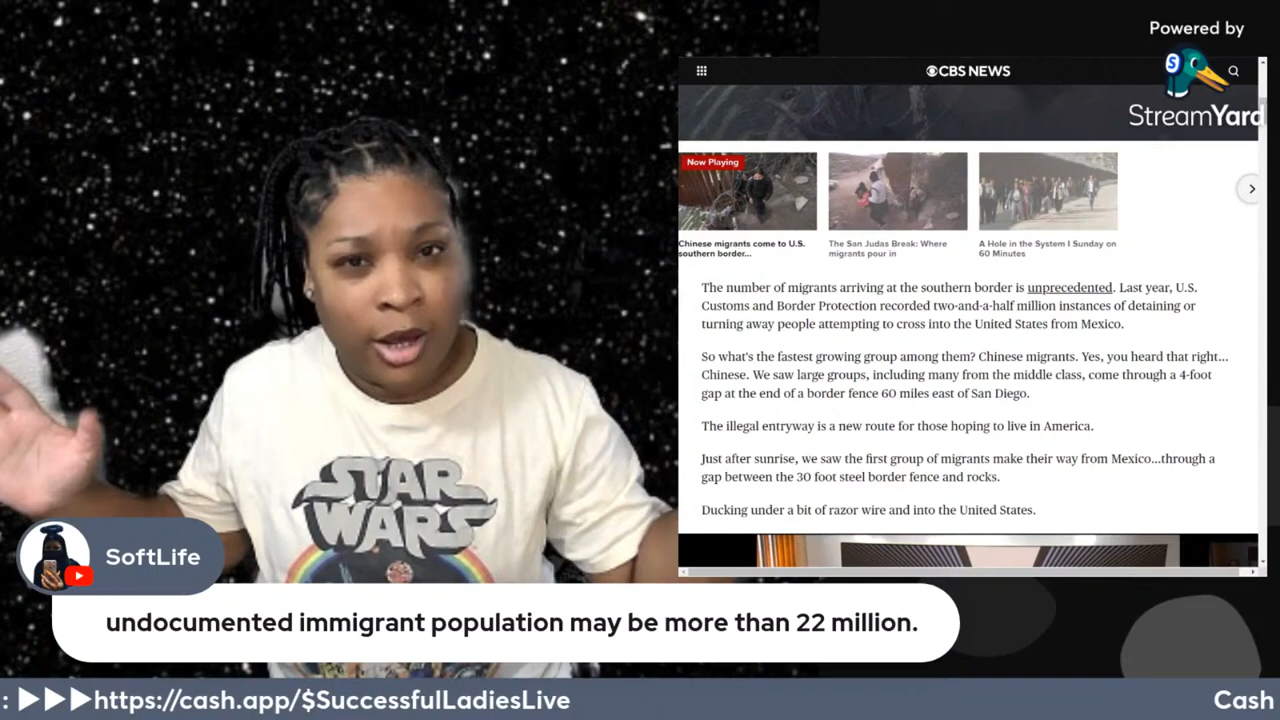 Powered by
StreamYard
CBS NEWS
Now Playing
Chinese migrants come to U.S.
southern border...
The San Judas Break: Where
migrants pour in
A Hole in the System I Sunday on
60 Minutes
The number of migrants arriving at the southern border is unprecedented. Last year, U.S.
Customs and Border Protection recorded two-and-a-half million instances of detaining or
turning away people attempting to cross into the United States from Mexico.
So what's the fastest growing group among them? Chinese migrants. Yes, you heard that right...
Chinese. We saw large groups, including many from the middle class, come through a 4-foot
gap at the end of a border fence 60 miles east of San Diego.
The illegal entryway is a new route for those hoping to live in America.
Just after sunrise, we saw the first group of migrants make their way from Mexico...through a
gap between the 30 foot steel border fence and rocks.
Ducking under a bit of razor wire and into the United States.
STAR
WARS
SoftLife
undocumented immigrant population may be more than 22 million.
: ▶▶▶https://cash.app/$SuccessfulLadiesLive
Cash